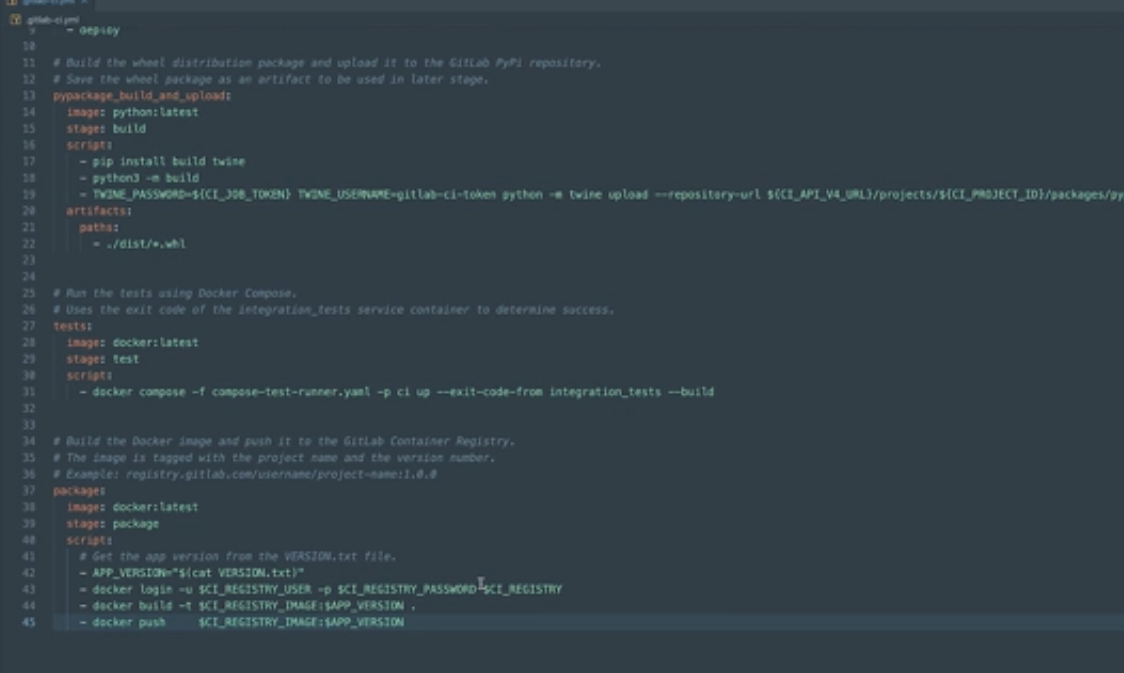 .gitlab-ci.yml
.gitlab-ci.yml
9 - deploy
10
11 # Build the wheel distribution package and upload it to the GitLab PyPi repository.
12 # Save the wheel package as an artifact to be used in later stage.
13 pypackage_build_and_upload:
14 image: python:latest
15 stage: build
16 script:
17 - pip install build twine
18 - python3 -m build
19 - TWINE_PASSWORD=${CI_JOB_TOKEN} TWINE_USERNAME=gitlab-ci-token python -m twine upload --repository-url ${CI_API_V4_URL}/projects/${CI_PROJECT_ID}/packages/py
20 artifacts:
21 paths:
22 - ./dist/*.whl
23
24
25 # Run the tests using Docker Compose.
26 # Uses the exit code of the integration_tests service container to determine success.
27 tests:
28 image: docker:latest
29 stage: test
30 script:
31 - docker compose -f compose-test-runner.yaml -p ci up --exit-code-from integration_tests --build
32
33
34 # Build the Docker image and push it to the GitLab Container Registry.
35 # The image is tagged with the project name and the version number.
36 # Example: registry.gitlab.com/username/project-name:1.0.0
37 package:
38 image: docker:latest
39 stage: package
40 script:
41 # Get the app version from the VERSION.txt file.
42 - APP_VERSION="$(cat VERSION.txt)"
43 - docker login -u $CI_REGISTRY_USER -p $CI_REGISTRY_PASSWORD $CI_REGISTRY
44 - docker build -t $CI_REGISTRY_IMAGE:$APP_VERSION .
45 - docker push     $CI_REGISTRY_IMAGE:$APP_VERSION